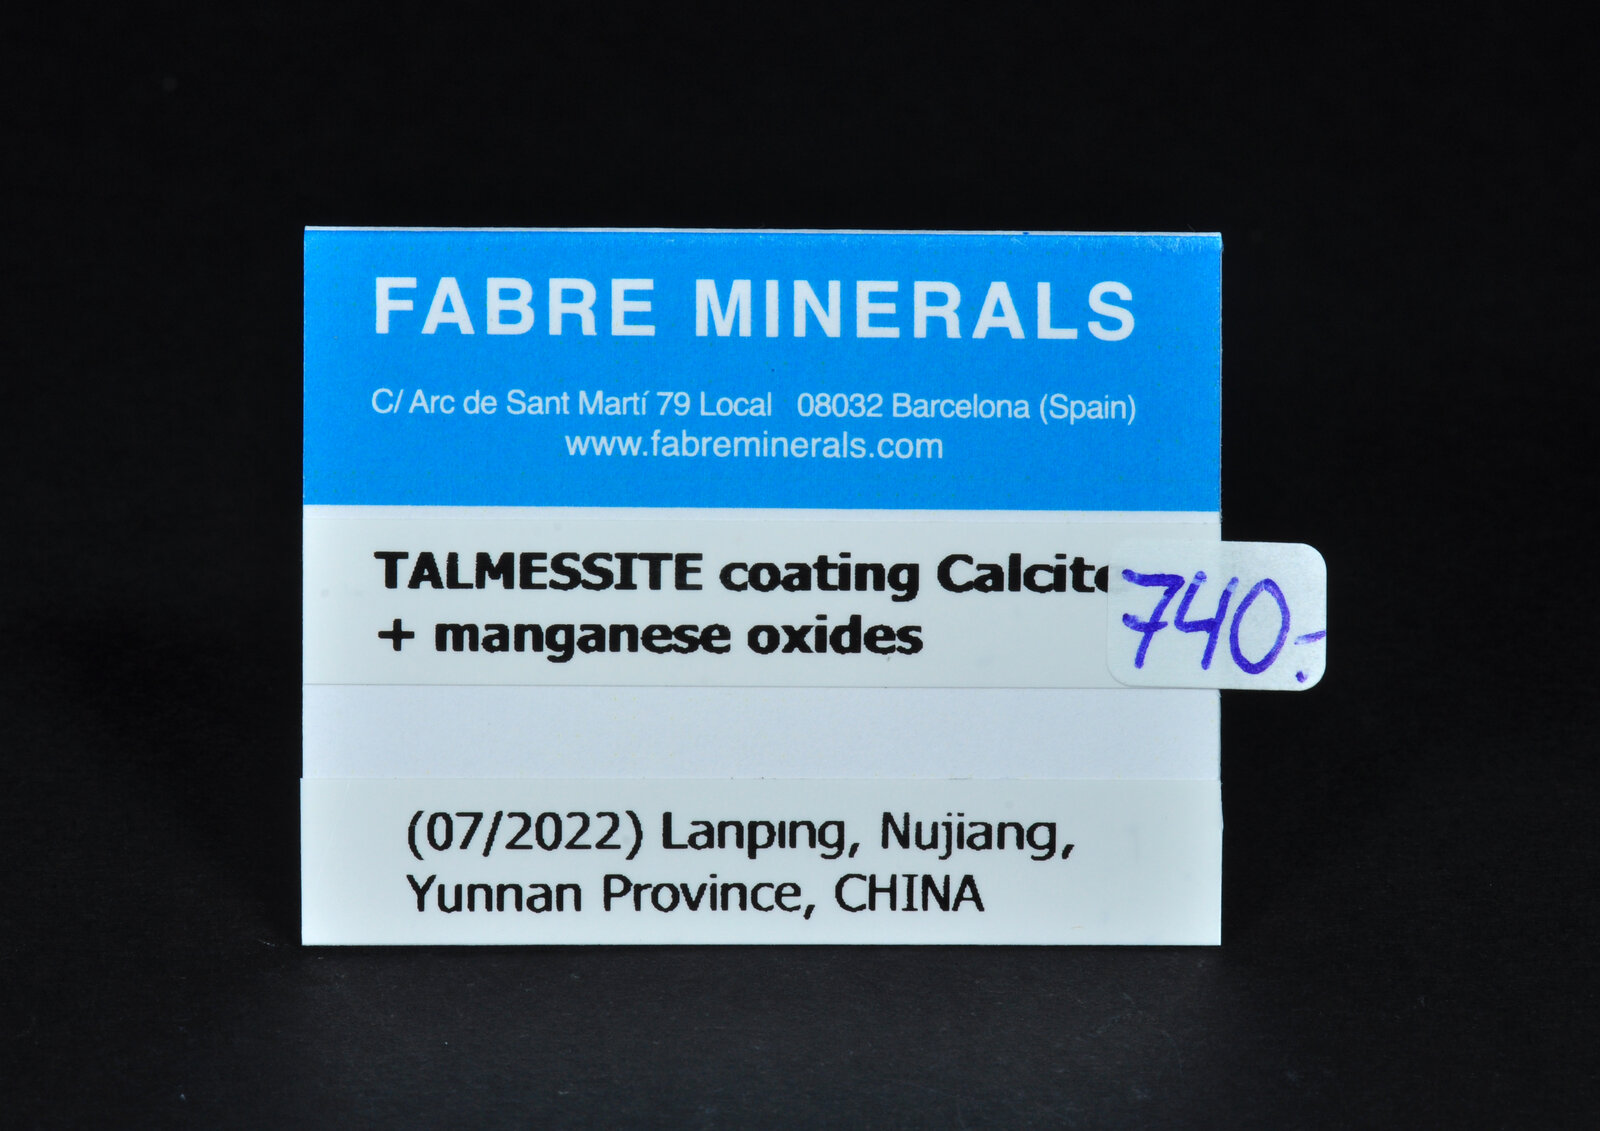 FABRE MINERALS
C/ Arc de Sant Martí 79 Local 08032 Barcelona (Spain)
www.fabreminerals.com
TALMESSITE coating Calcite
740.-
+ manganese oxides
(07/2022) Lanping, Nujiang,
Yunnan Province, CHINA